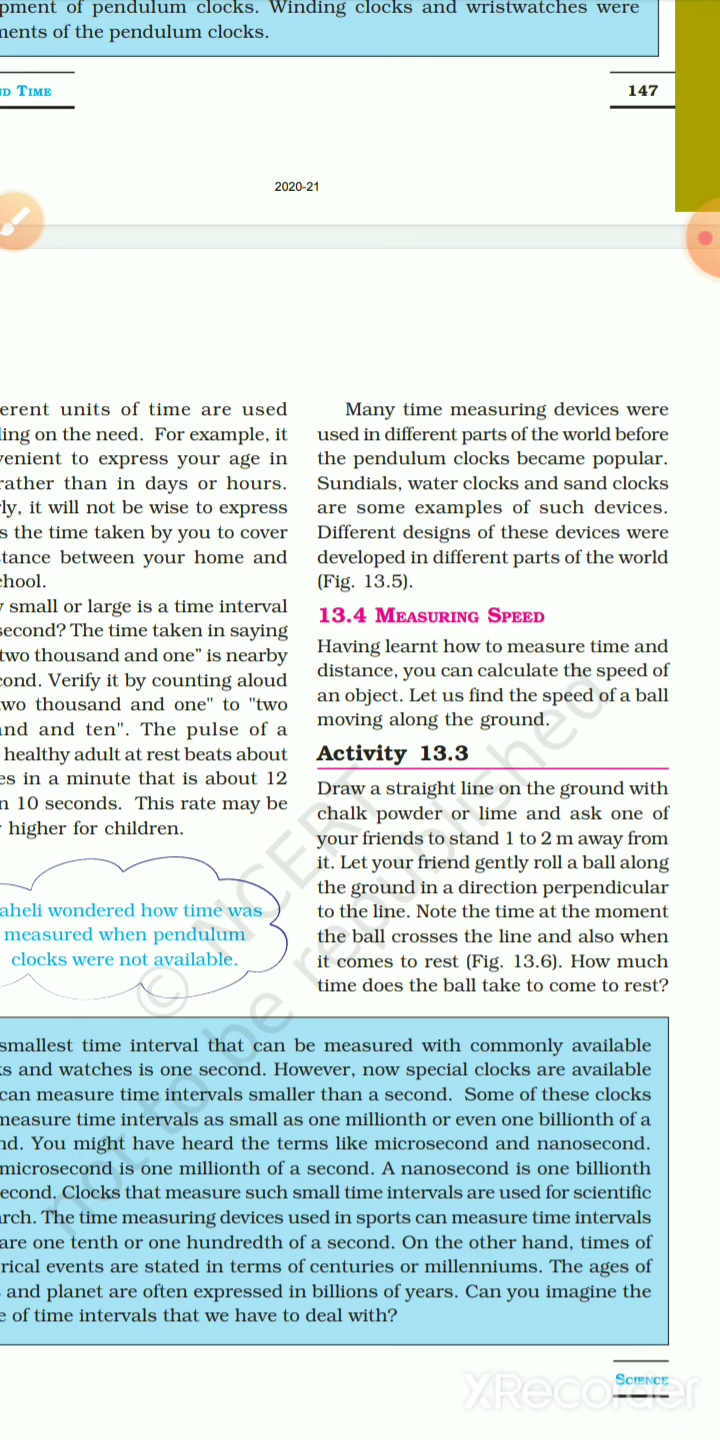 pment of pendulum clocks. Winding clocks and wristwatches were
ments of the pendulum clocks.
ND TIME
147
2020-21
erent units of time are used
ling on the need. For example, it
venient to express your age in
rather than in days or hours.
ly, it will not be wise to express
s the time taken by you to cover
tance between your home and
chool.
y small or large is a time interval
second? The time taken in saying
two thousand and one" is nearby
cond. Verify it by counting aloud
two thousand and one" to "two
and and ten". The pulse of a
healthy adult at rest beats about
es in a minute that is about 12
n 10 seconds. This rate may be
higher for children.
aheli wondered how time was
measured when pendulum
clocks were not available.
Many time measuring devices were
used in different parts of the world before
the pendulum clocks became popular.
Sundials, water clocks and sand clocks
are some examples of such devices.
Different designs of these devices were
developed in different parts of the world
(Fig. 13.5).
13.4 MEASURING SPEED
Having learnt how to measure time and
distance, you can calculate the speed of
an object. Let us find the speed of a ball
moving along the ground.
Activity 13.3
Draw a straight line on the ground with
chalk powder or lime and ask one of
your friends to stand 1 to 2 m away from
it. Let your friend gently roll a ball along
the ground in a direction perpendicular
to the line. Note the time at the moment
the ball crosses the line and also when
it comes to rest (Fig. 13.6). How much
time does the ball take to come to rest?
smallest time interval that can be measured with commonly available
ks and watches is one second. However, now special clocks are available
can measure time intervals smaller than a second. Some of these clocks
measure time intervals as small as one millionth or even one billionth of a
nd. You might have heard the terms like microsecond and nanosecond.
microsecond is one millionth of a second. A nanosecond is one billionth
econd. Clocks that measure such small time intervals are used for scientific
arch. The time measuring devices used in sports can measure time intervals
are one tenth or one hundredth of a second. On the other hand, times of
rical events are stated in terms of centuries or millenniums. The ages of
and planet are often expressed in billions of years. Can you imagine the
e of time intervals that we have to deal with?
SCIENCE
© NCERT
not to be republished
XRecorder